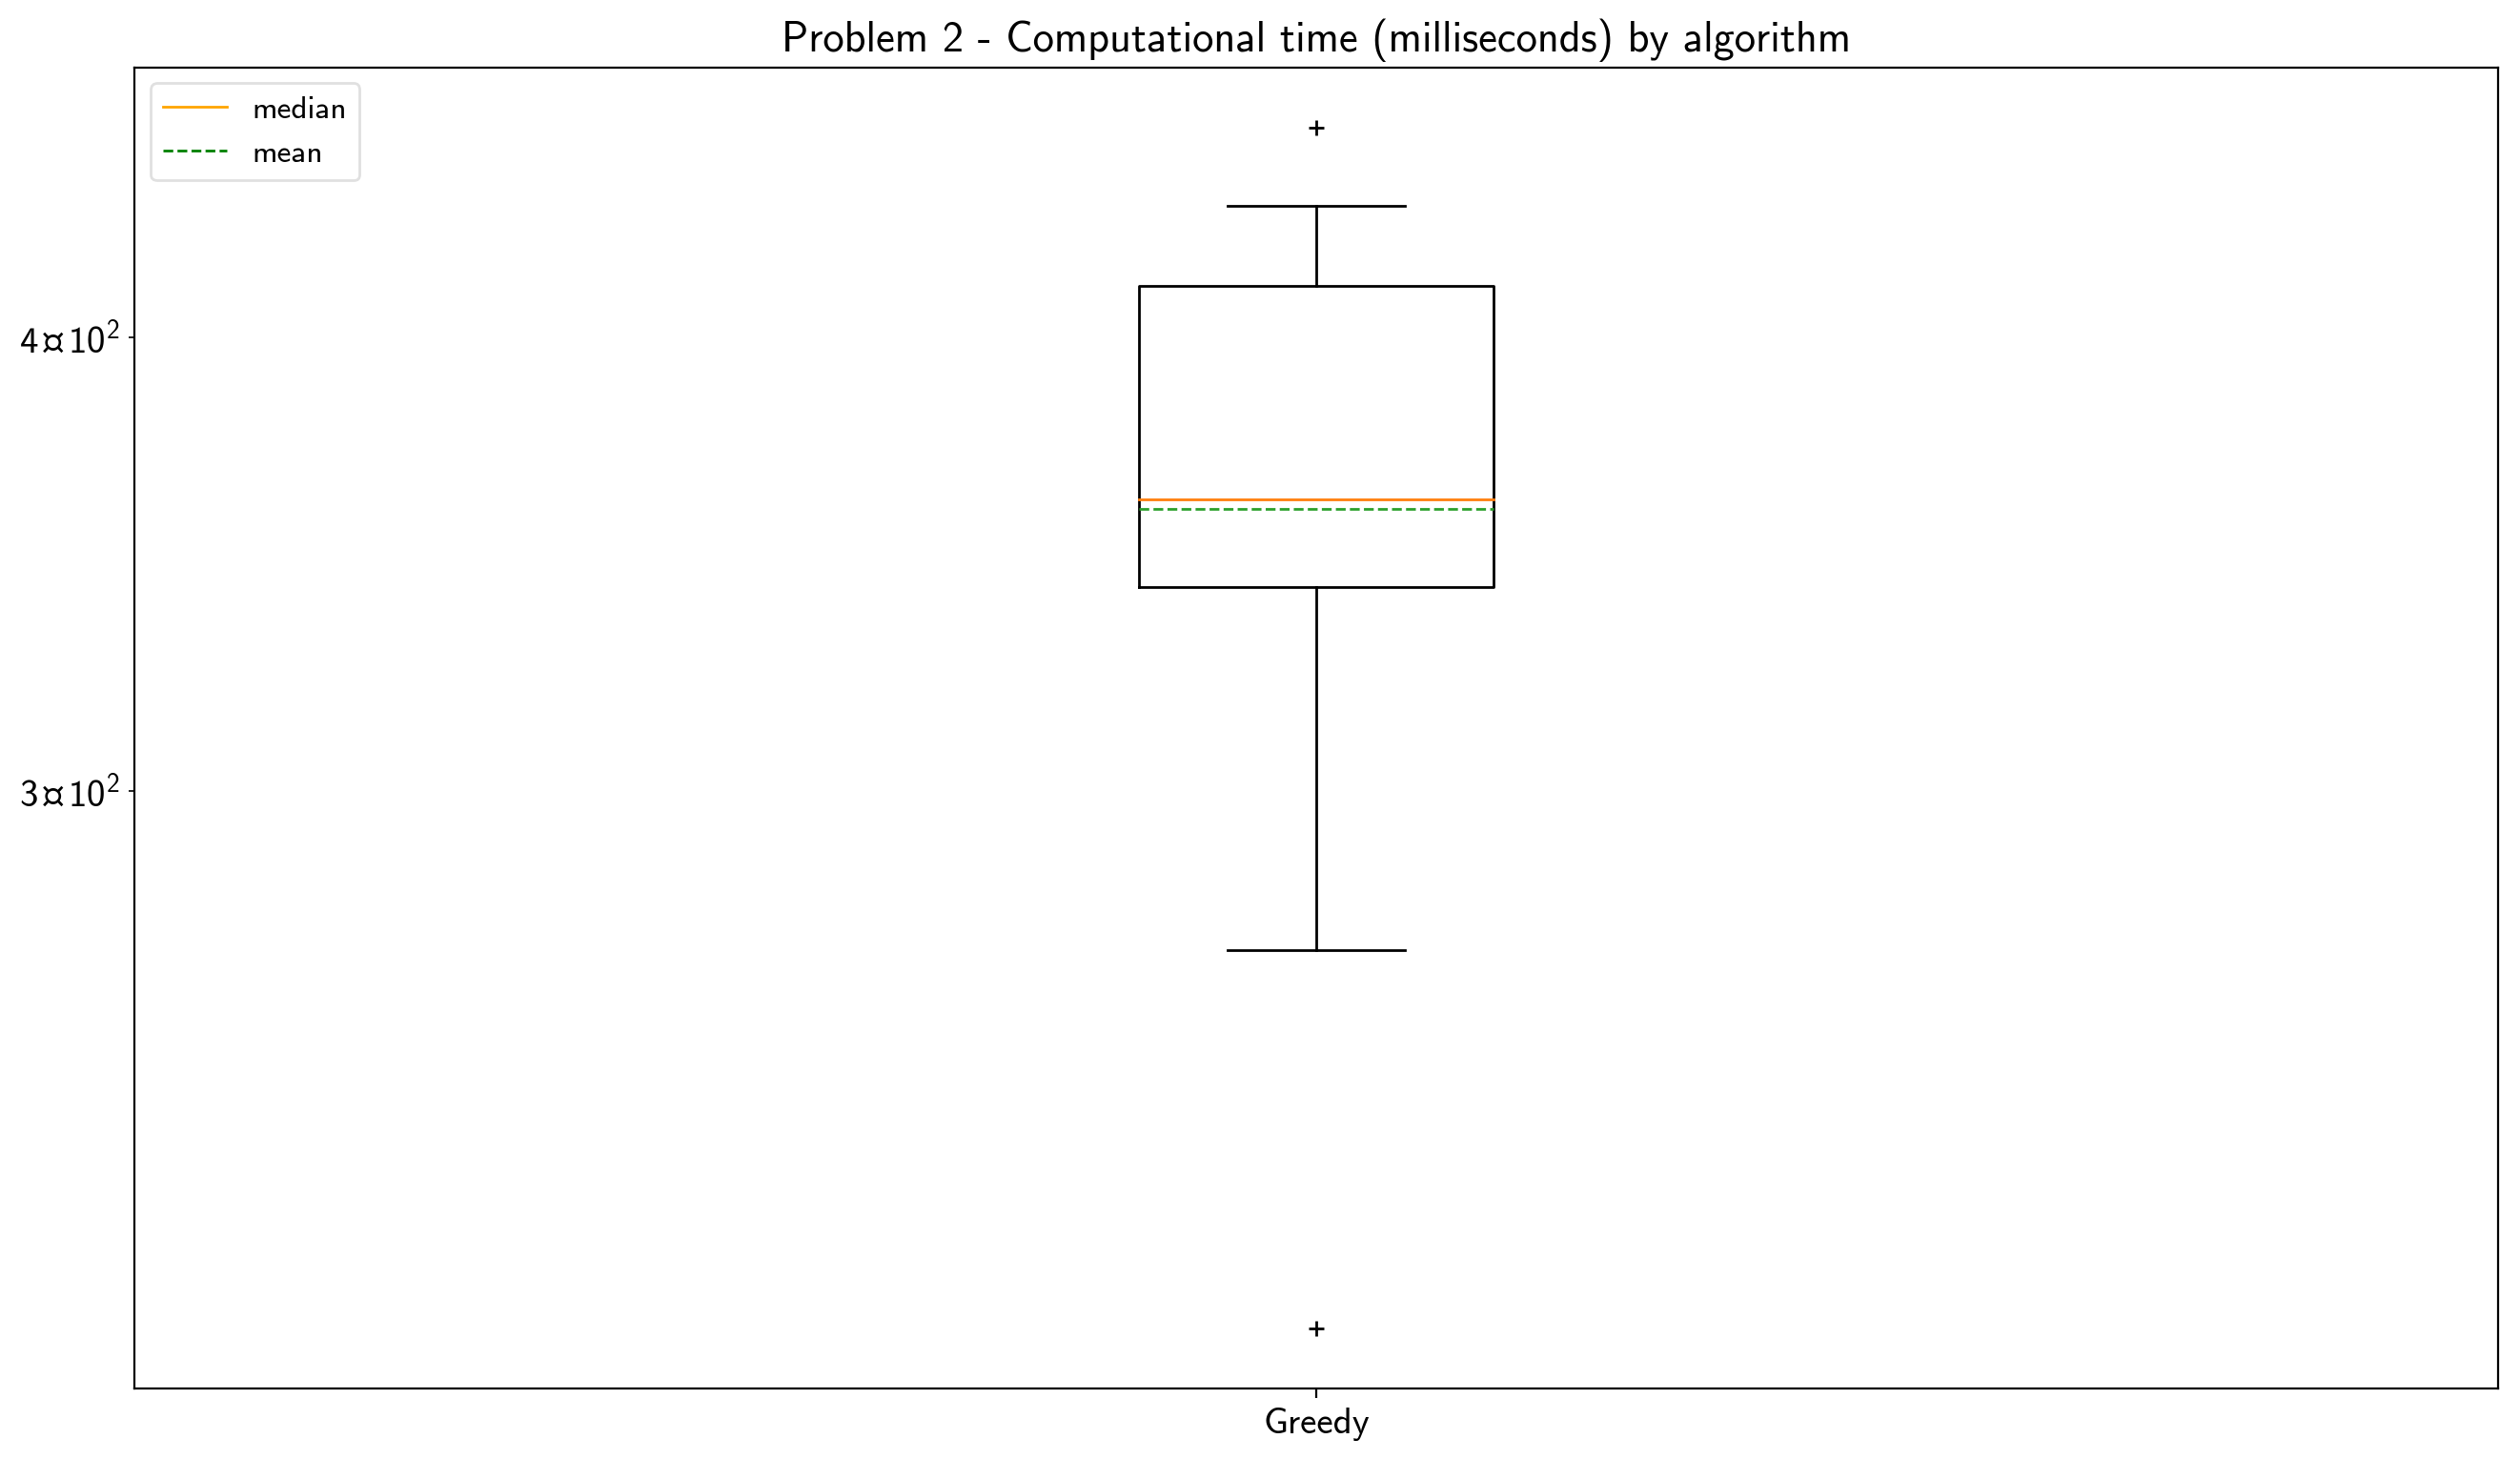 Problem 2 - Computational time (milliseconds) by algorithm
median
mean
4¤10²
3¤10²
Greedy